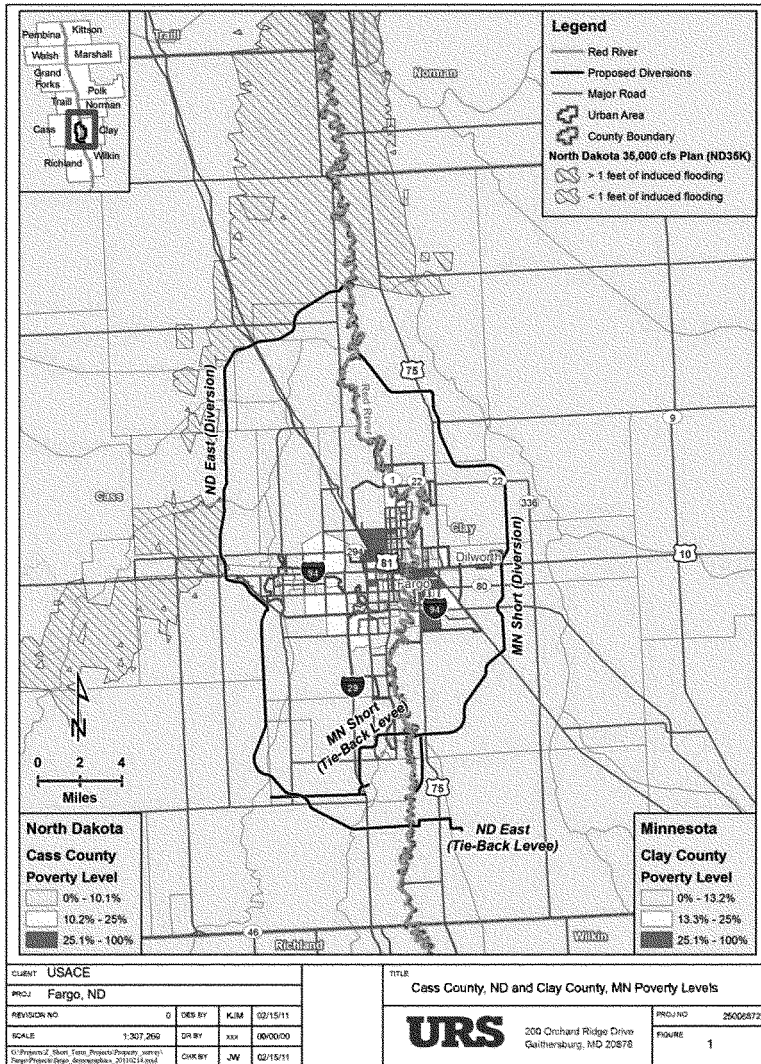 Pembina
Kittson
Walsh
Marshall
Grand
Forks
Polk
Traill
Norman
Cass
Clay
Wilkin
Richland
Traill
Norman
Legend
Red River
Proposed Diversions
Major Road
Urban Area
County Boundary
North Dakota 35,000 cfs Plan (ND35K)
> 1 feet of induced flooding
< 1 feet of induced flooding
75
ND East (Diversion)
Red River
9
1
22
22
336
Cass
Clay
MN Short (Diversion)
Dilworth
10
294
81
94
Fargo
80
94
N
29
MN Short
(Tie-Back Levee)
0 2 4
Miles
75
ND East
(Tie-Back Levee)
North Dakota
Cass County
Poverty Level
0% - 10.1%
10.2% - 25%
25.1% - 100%
46
Richland
Wilkin
Minnesota
Clay County
Poverty Level
0% - 13.2%
13.3% - 25%
25.1% - 100%
CLIENT USACE
PROJ Fargo, ND
REVISION NO 0 DES BY KJM 02/15/11
SCALE 1:307,269 DR BY xxx 00/00/00
CHK BY JW 02/15/11
TITLE
Cass County, ND and Clay County, MN Poverty Levels
URS
200 Orchard Ridge Drive
Gaithersburg, MD 20878
PROJ NO 25006872
FIGURE
1